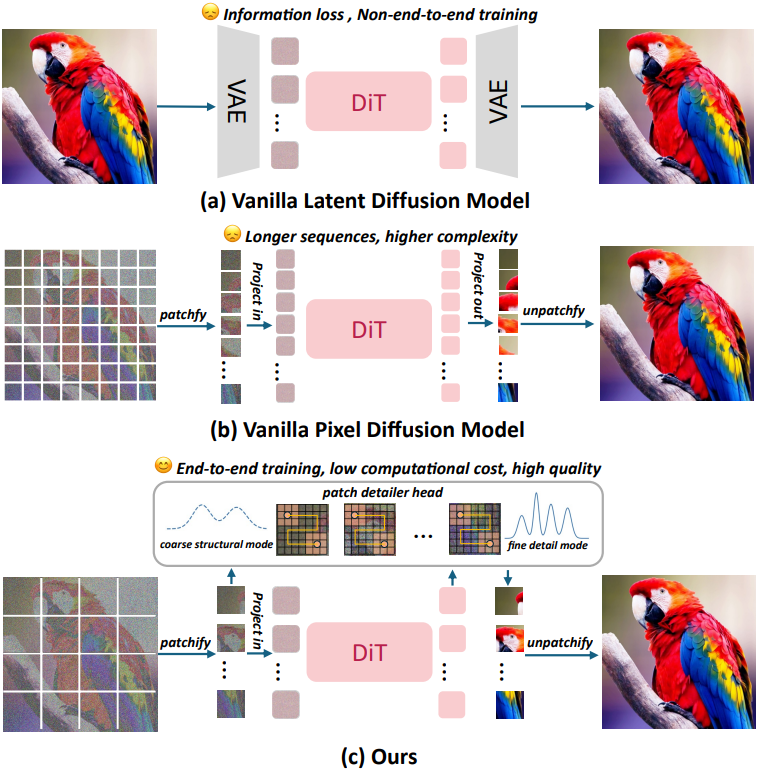 😞 Information loss , Non-end-to-end training
VAE
DiT
VAE
(a) Vanilla Latent Diffusion Model
😞 Longer sequences, higher complexity
patchfy
Project in
DiT
Project out
unpatchfy
(b) Vanilla Pixel Diffusion Model
😊 End-to-end training, low computational cost, high quality
patch detailer head
coarse structural mode
...
fine detail mode
patchify
Project in
DiT
unpatchify
(c) Ours